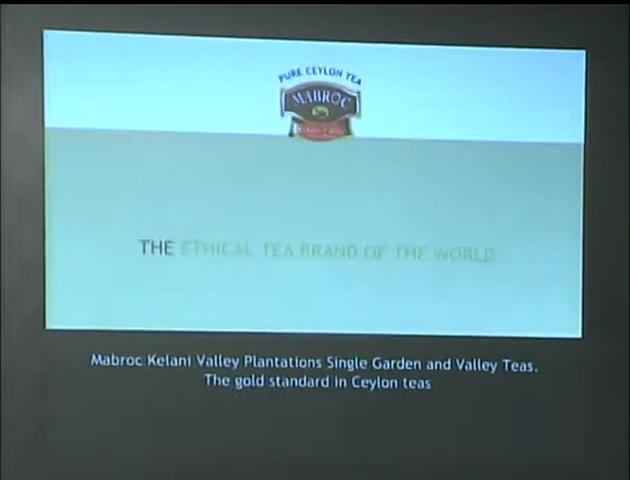 PURE CEYLON TEA
MABROC
THE ETHICAL TEA BRAND OF THE WORLD
Mabroc Kelani Valley Plantations Single Garden and Valley Teas.
The gold standard in Ceylon teas